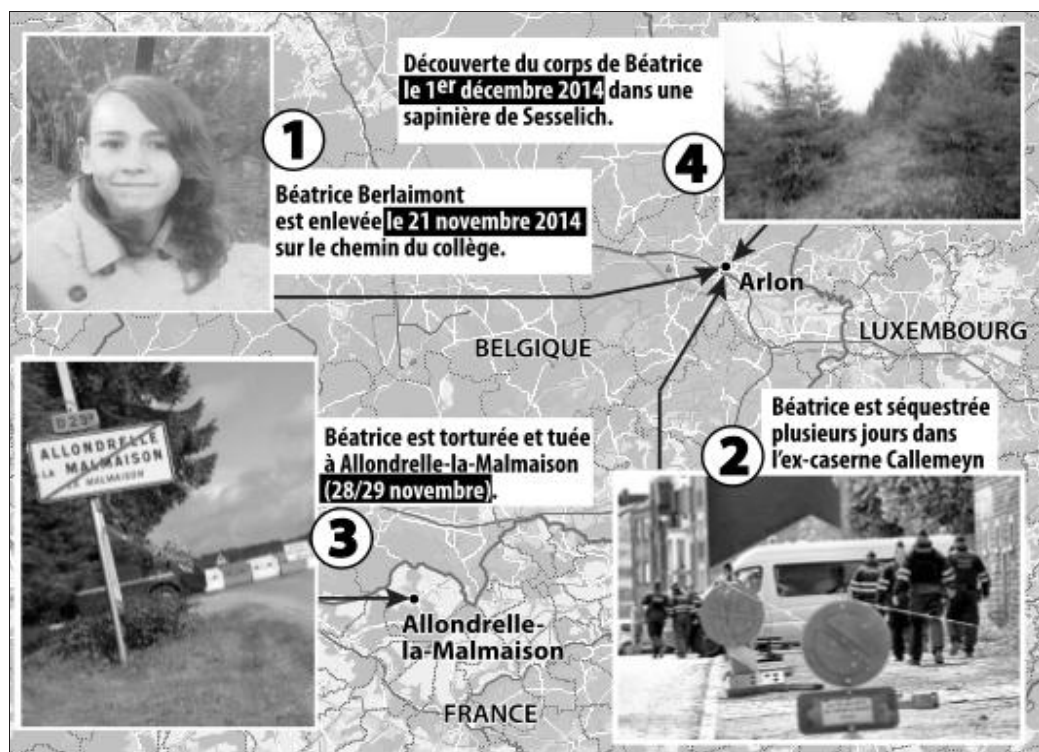 1
Béatrice Berlaimont
est enlevée le 21 novembre 2014
sur le chemin du collège.
2
Béatrice est séquestrée
plusieurs jours dans
l'ex-caserne Callemeyn
3
Béatrice est torturée et tuée
à Allondrelle-la-Malmaison
(28/29 novembre).
4
Découverte du corps de Béatrice
le 1er décembre 2014 dans une
sapinière de Sesselich.
Arlon
LUXEMBOURG
BELGIQUE
Allondrelle-
la-Malmaison
FRANCE
ALLONDRELLE
LA MALMAISON
LA MALMAISON